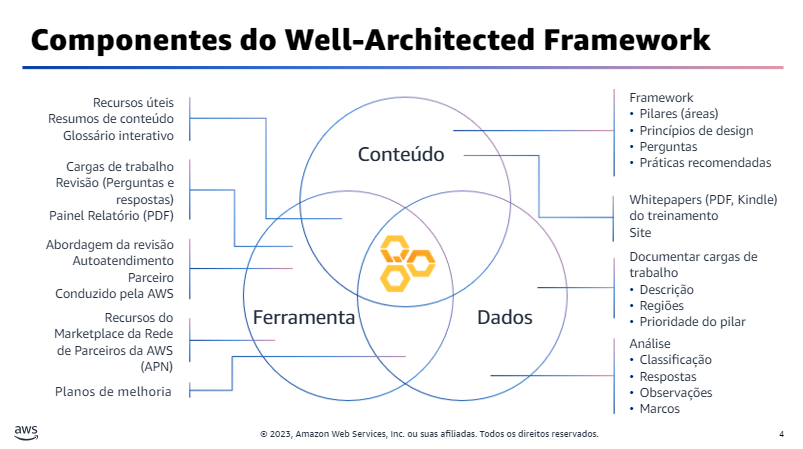 Componentes do Well-Architected Framework
Recursos úteis
Resumos de conteúdo
Glossário interativo
Cargas de trabalho
Revisão (Perguntas e
respostas)
Painel Relatório (PDF)
Abordagem da revisão
Autoatendimento
Parceiro
Conduzido pela AWS
Recursos do
Marketplace da Rede
de Parceiros da AWS
(APN)
Planos de melhoria
Conteúdo
Ferramenta
Dados
Framework
• Pilares (áreas)
• Princípios de design
• Perguntas
• Práticas recomendadas
Whitepapers (PDF, Kindle)
do treinamento
Site
Documentar cargas de
trabalho
• Descrição
• Regiões
• Prioridade do pilar
Análise
• Classificação
• Respostas
• Observações
• Marcos
aws
© 2023, Amazon Web Services, Inc. ou suas afiliadas. Todos os direitos reservados.
4